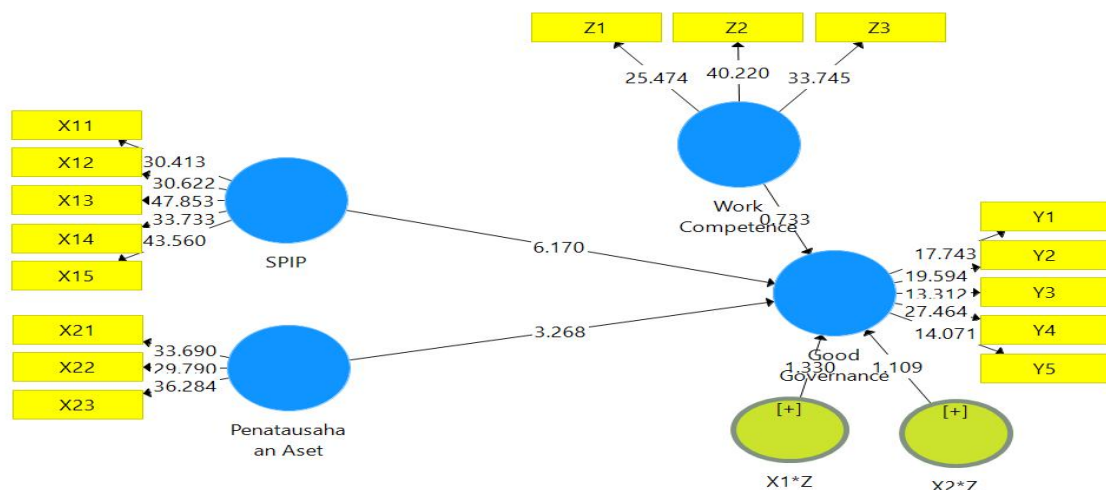 Z1
Z2
Z3
25.474
40.220
33.745
X11
X12
X13
X14
X15
30.413
30.622
47.853
33.733
43.560
SPIP
Work
Competence
0.733
6.170
3.268
Y1
Y2
Y3
Y4
Y5
17.743
19.594
13.312
27.464
14.071
Good
Governance
X21
X22
X23
33.690
29.790
36.284
Penatausaha
an Aset
1.330
1.109
[+]
[+]
X1*Z
X2*Z